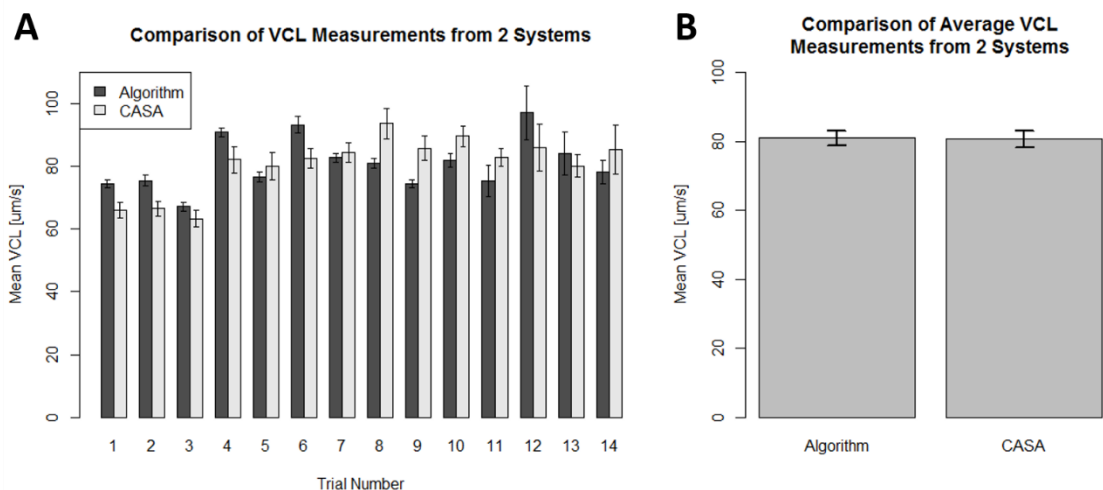 A
Comparison of VCL Measurements from 2 Systems
Algorithm
CASA
Mean VCL [um/s]
0
20
40
60
80
100
1 2 3 4 5 6 7 8 9 10 11 12 13 14
Trial Number
B
Comparison of Average VCL
Measurements from 2 Systems
Mean VCL [um/s]
0
20
40
60
80
100
Algorithm CASA